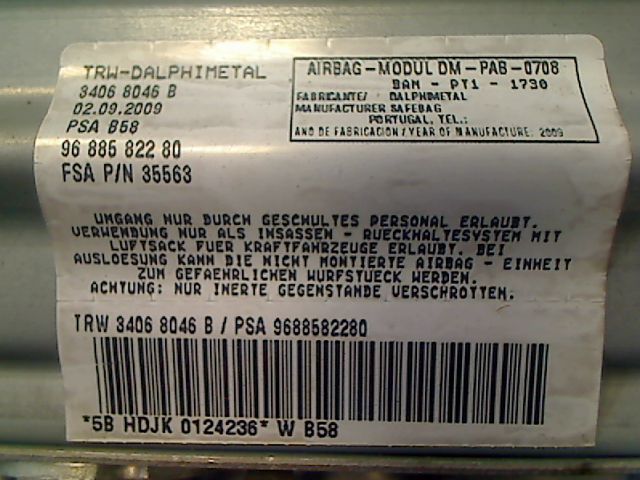 TRW-DALPHIMETAL
3406 8046 B
02.09.2009
PSA B58
96 885 822 80
FSA P/N 35563
AIRBAG-MODUL DM-PAB-0708
BAM - PT1 - 1730
FABRICANTE/ DALPHIMETAL
MANUFACTURER SAFEBAG
PORTUGAL, TEL.:
ANO DE FABRICACION/YEAR OF MANUFACTURE: 2009
UMGANG NUR DURCH GESCHULTES PERSONAL ERLAUBT.
VERWENDUNG NUR ALS INSASSEN - RUECKHALTESYSTEM MIT
LUFTSACK FUER KRAFTFAHRZEUGE ERLAUBT. BEI
AUSLOESUNG KANN DIE NICHT MONTIERTE AIRBAG - EINHEIT
ZUM GEFAEHRLICHEN WURFSTUECK WERDEN.
ACHTUNG: NUR INERTE GEGENSTANDE VERSCHROTTEN.
TRW 3406 8046 B / PSA 9688582280
*5B HDJK 0124236* W B58